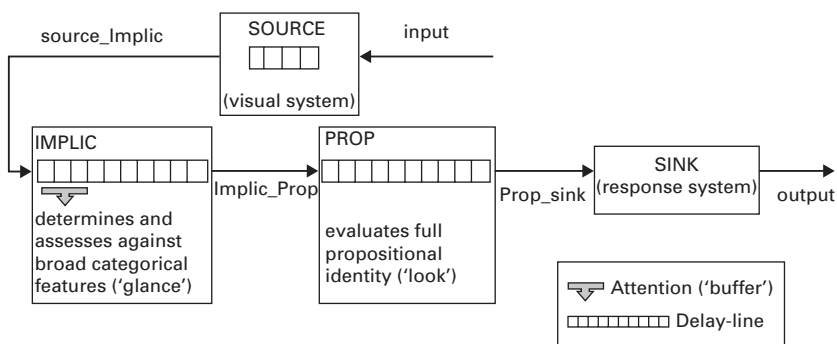 source_Implic
SOURCE
input
(visual system)
IMPLIC
determines and
assesses against
broad categorical
features (‘glance’)
Implic_Prop
PROP
evaluates full
propositional
identity (‘look’)
Prop_sink
SINK
(response system)
output
Attention (‘buffer’)
Delay-line